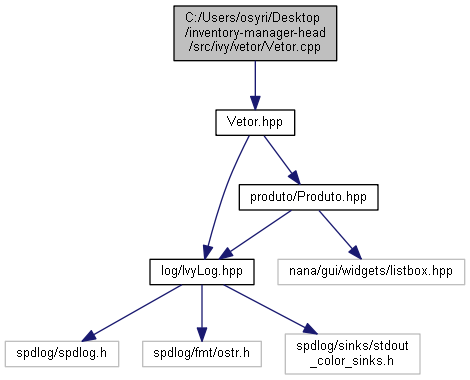 C:/Users/osyri/Desktop
/inventory-manager-head
/src/ivy/vetor/Vetor.cpp
Vetor.hpp
produto/Produto.hpp
log/IvyLog.hpp
nana/gui/widgets/listbox.hpp
spdlog/spdlog.h
spdlog/fmt/ostr.h
spdlog/sinks/stdout
_color_sinks.h